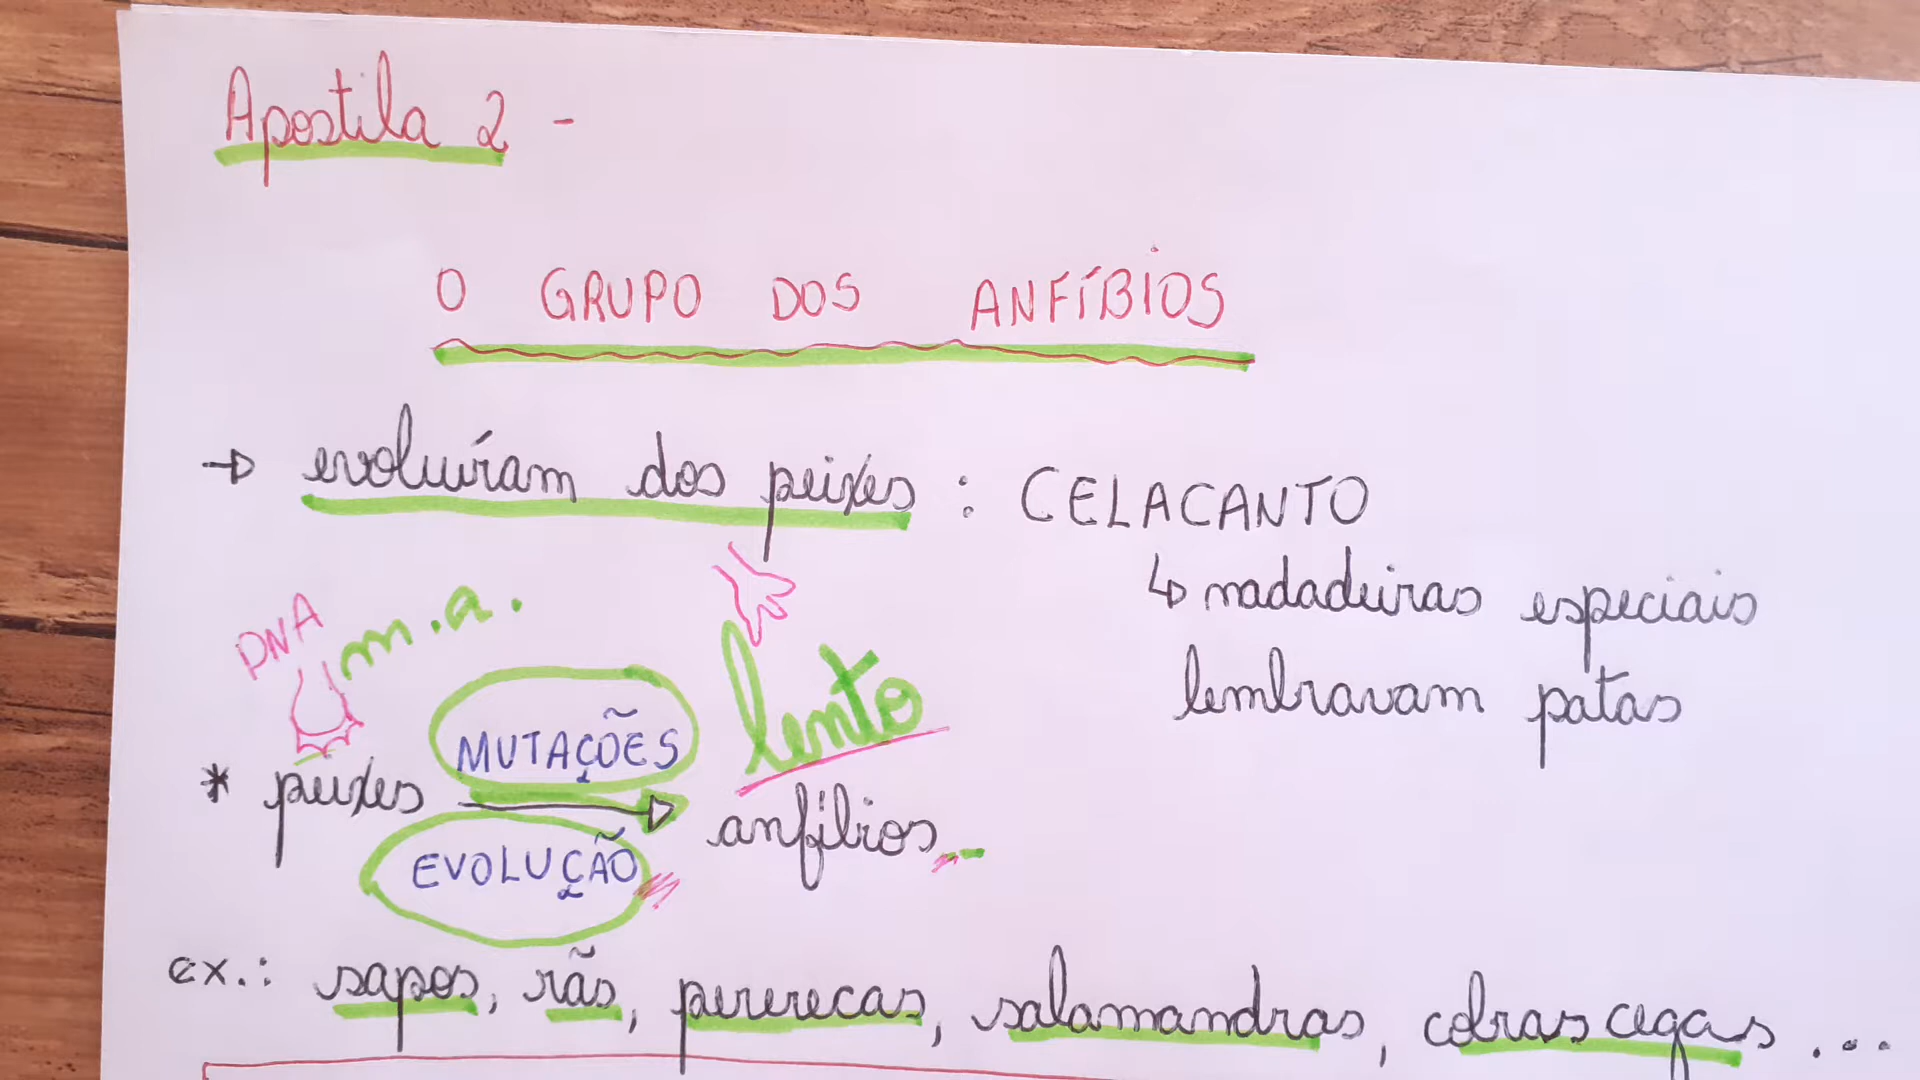 Apostila 2 -
O GRUPO DOS ANFÍBIOS
→ evoluíram dos peixes : CELACANTO
↳ nadadeiras especiais
lembravam patas
DNA m.a.
lento
MUTAÇÕES
* peixes → anfíbios
EVOLUÇÃO
ex.: sapos, rãs, pererecas, salamandras, cobras cegas ...